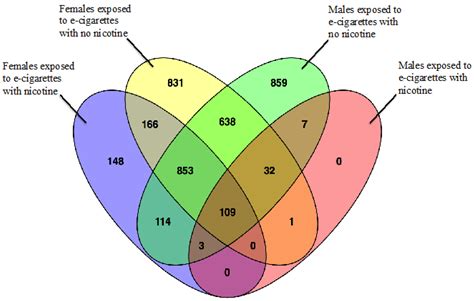 Females exposed
to e-cigarettes
with no nicotine
Males exposed to
e-cigarettes with
no nicotine
Females exposed
to e-cigarettes
with nicotine
Males exposed to
e-cigarettes with
nicotine
831
859
166
638
7
148
853
32
0
114
109
1
3
0
0